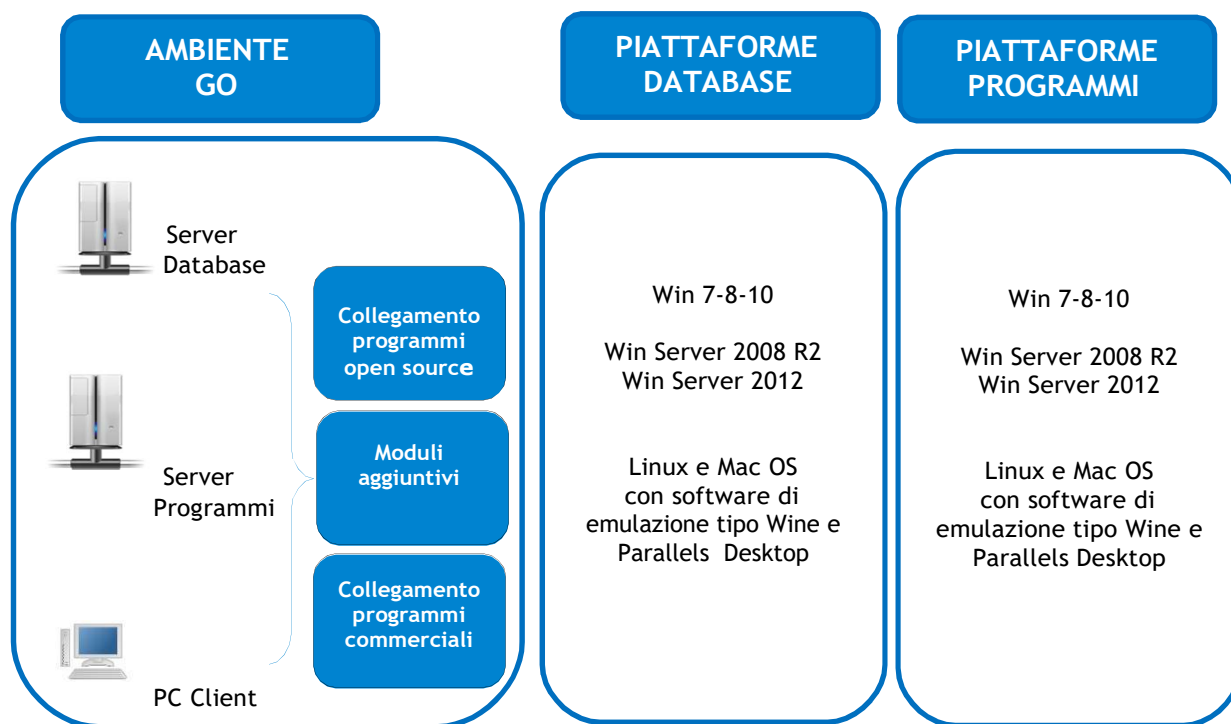 AMBIENTE
GO
PIATTAFORME
DATABASE
PIATTAFORME
PROGRAMMI
Server
Database
Collegamento
programmi
open source
Server
Programmi
Moduli
aggiuntivi
Collegamento
programmi
commerciali
PC Client
Win 7-8-10
Win Server 2008 R2
Win Server 2012
Linux e Mac OS
con software di
emulazione tipo Wine e
Parallels Desktop
Win 7-8-10
Win Server 2008 R2
Win Server 2012
Linux e Mac OS
con software di
emulazione tipo Wine e
Parallels Desktop